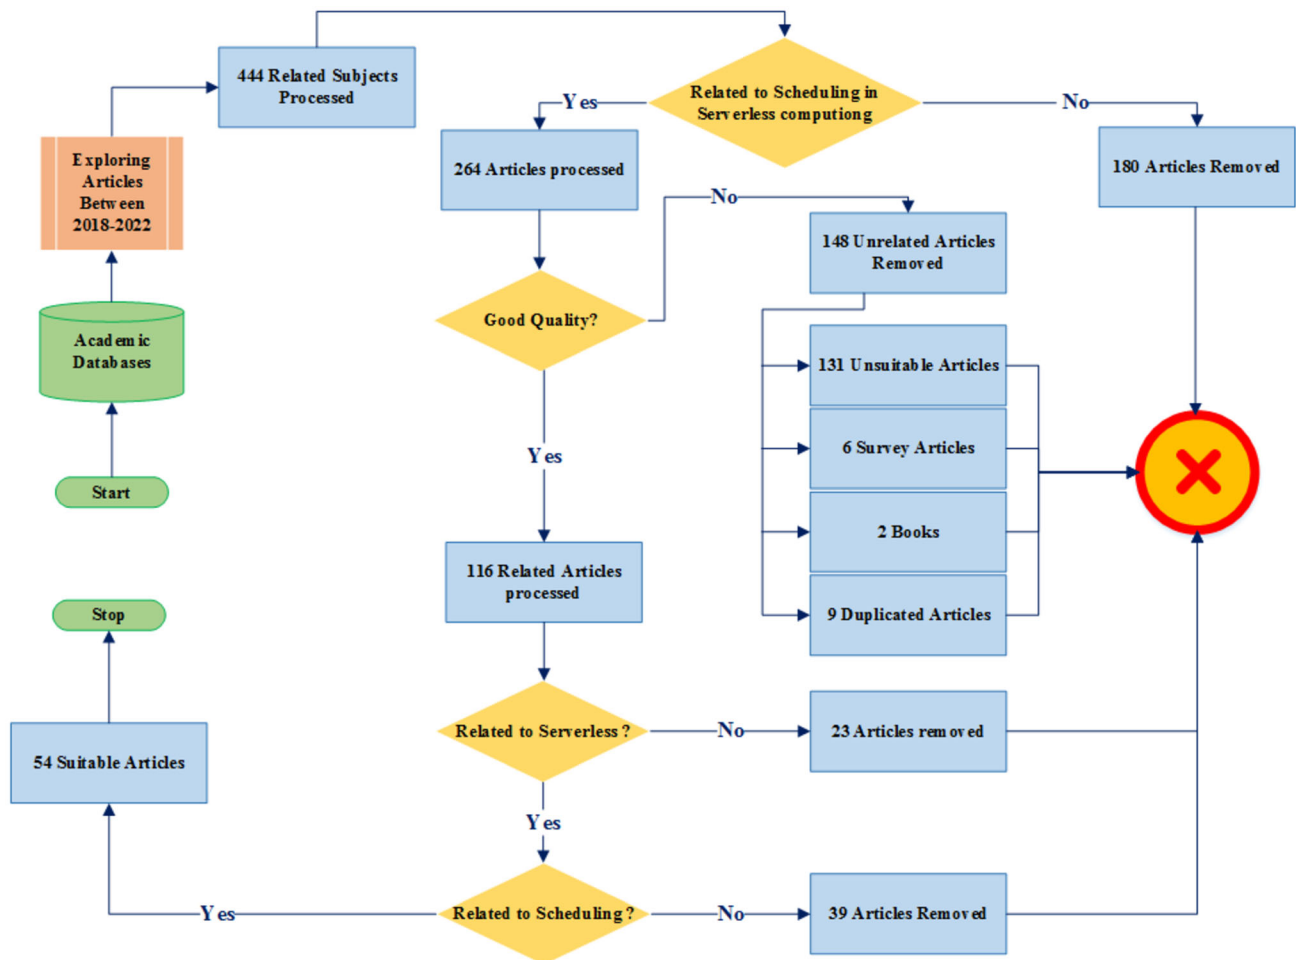 444 Related Subjects
Processed
Related to Scheduling in
Serverless computiong
Yes
No
Exploring
Articles
Between
2018-2022
264 Articles processed
180 Articles Removed
No
148 Unrelated Articles
Removed
Good Quality?
Academic
Databases
131 Unsuitable Articles
Yes
6 Survey Articles
Start
2 Books
116 Related Articles
processed
Stop
9 Duplicated Articles
Related to Serverless ?
No
23 Articles removed
54 Suitable Articles
Yes
Yes
Related to Scheduling ?
No
39 Articles Removed